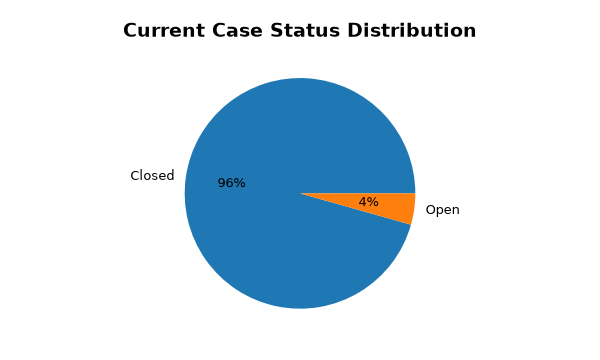 Current Case Status Distribution
Closed
96%
4%
Open